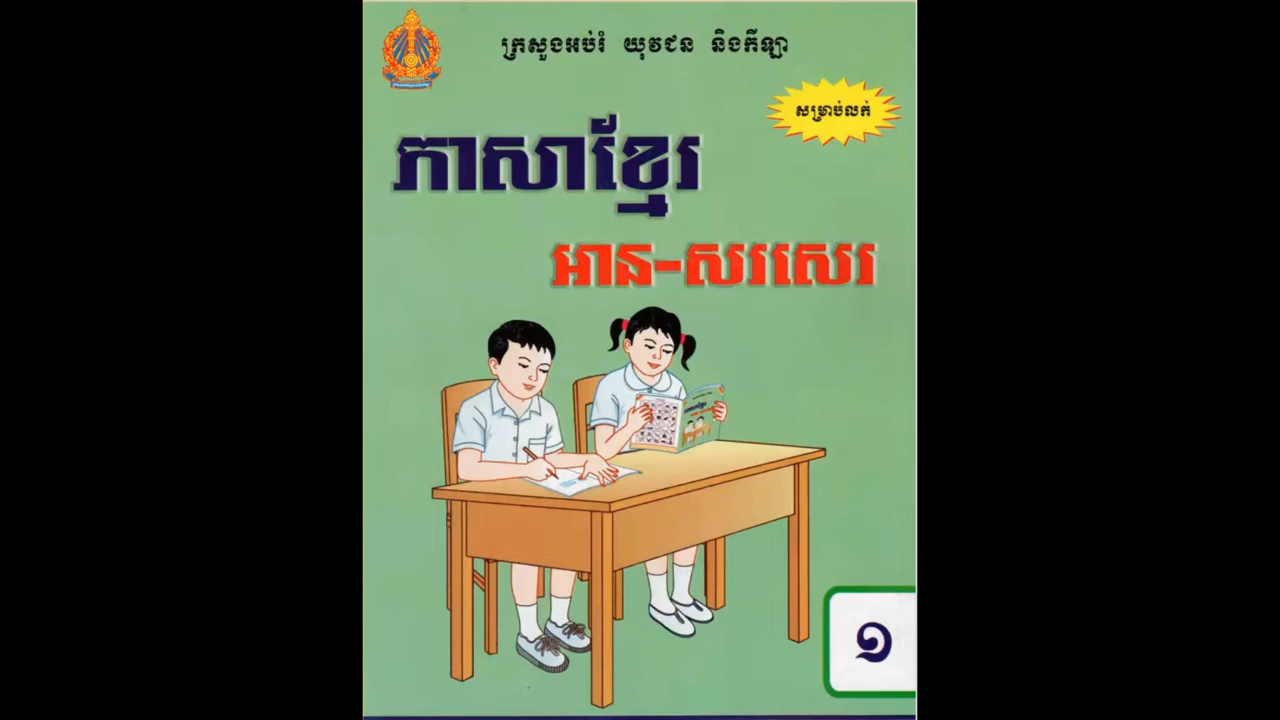 ក្រសួងអប់រំ យុវជន និងកីឡា
សម្រាប់លក់
ភាសាខ្មែរ
អាន-សរសេរ
១